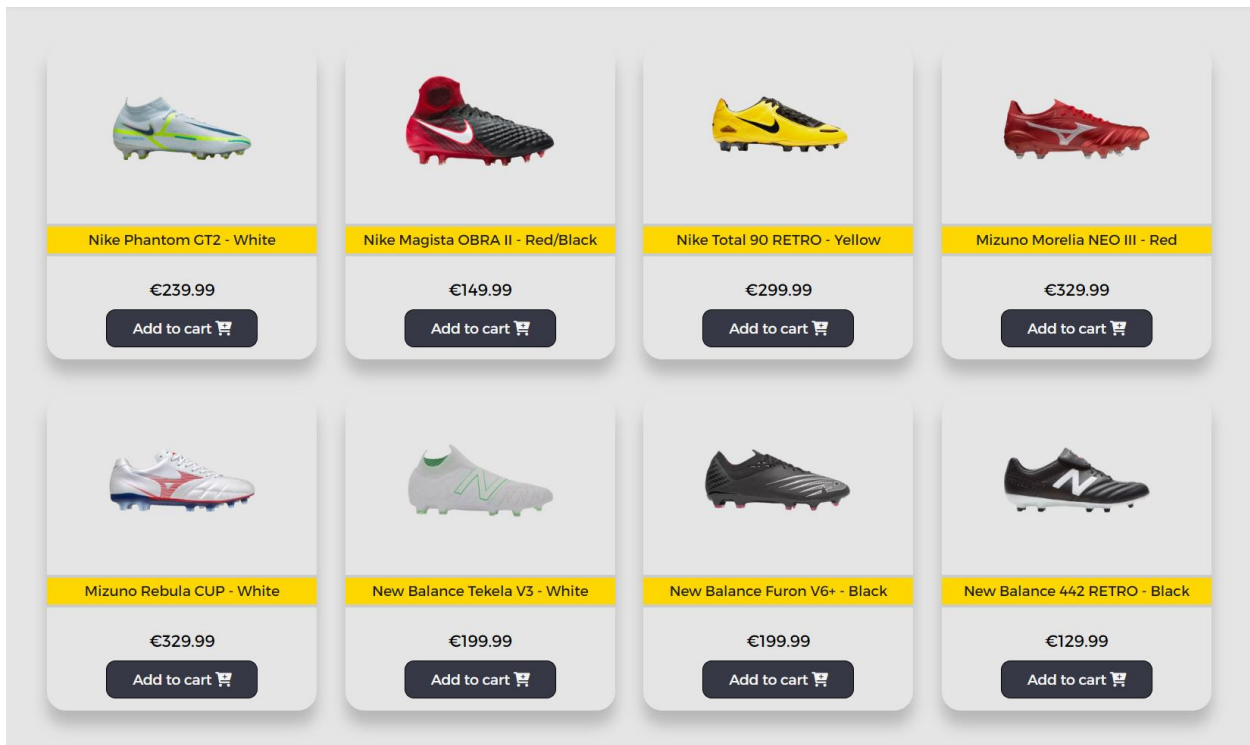 Nike Phantom GT2 - White
Nike Magista OBRA II - Red/Black
Nike Total 90 RETRO - Yellow
Mizuno Morelia NEO III - Red
€239.99
€149.99
€299.99
€329.99
Add to cart
Add to cart
Add to cart
Add to cart
Mizuno Rebula CUP - White
New Balance Tekela V3 - White
New Balance Furon V6+ - Black
New Balance 442 RETRO - Black
€329.99
€199.99
€199.99
€129.99
Add to cart
Add to cart
Add to cart
Add to cart